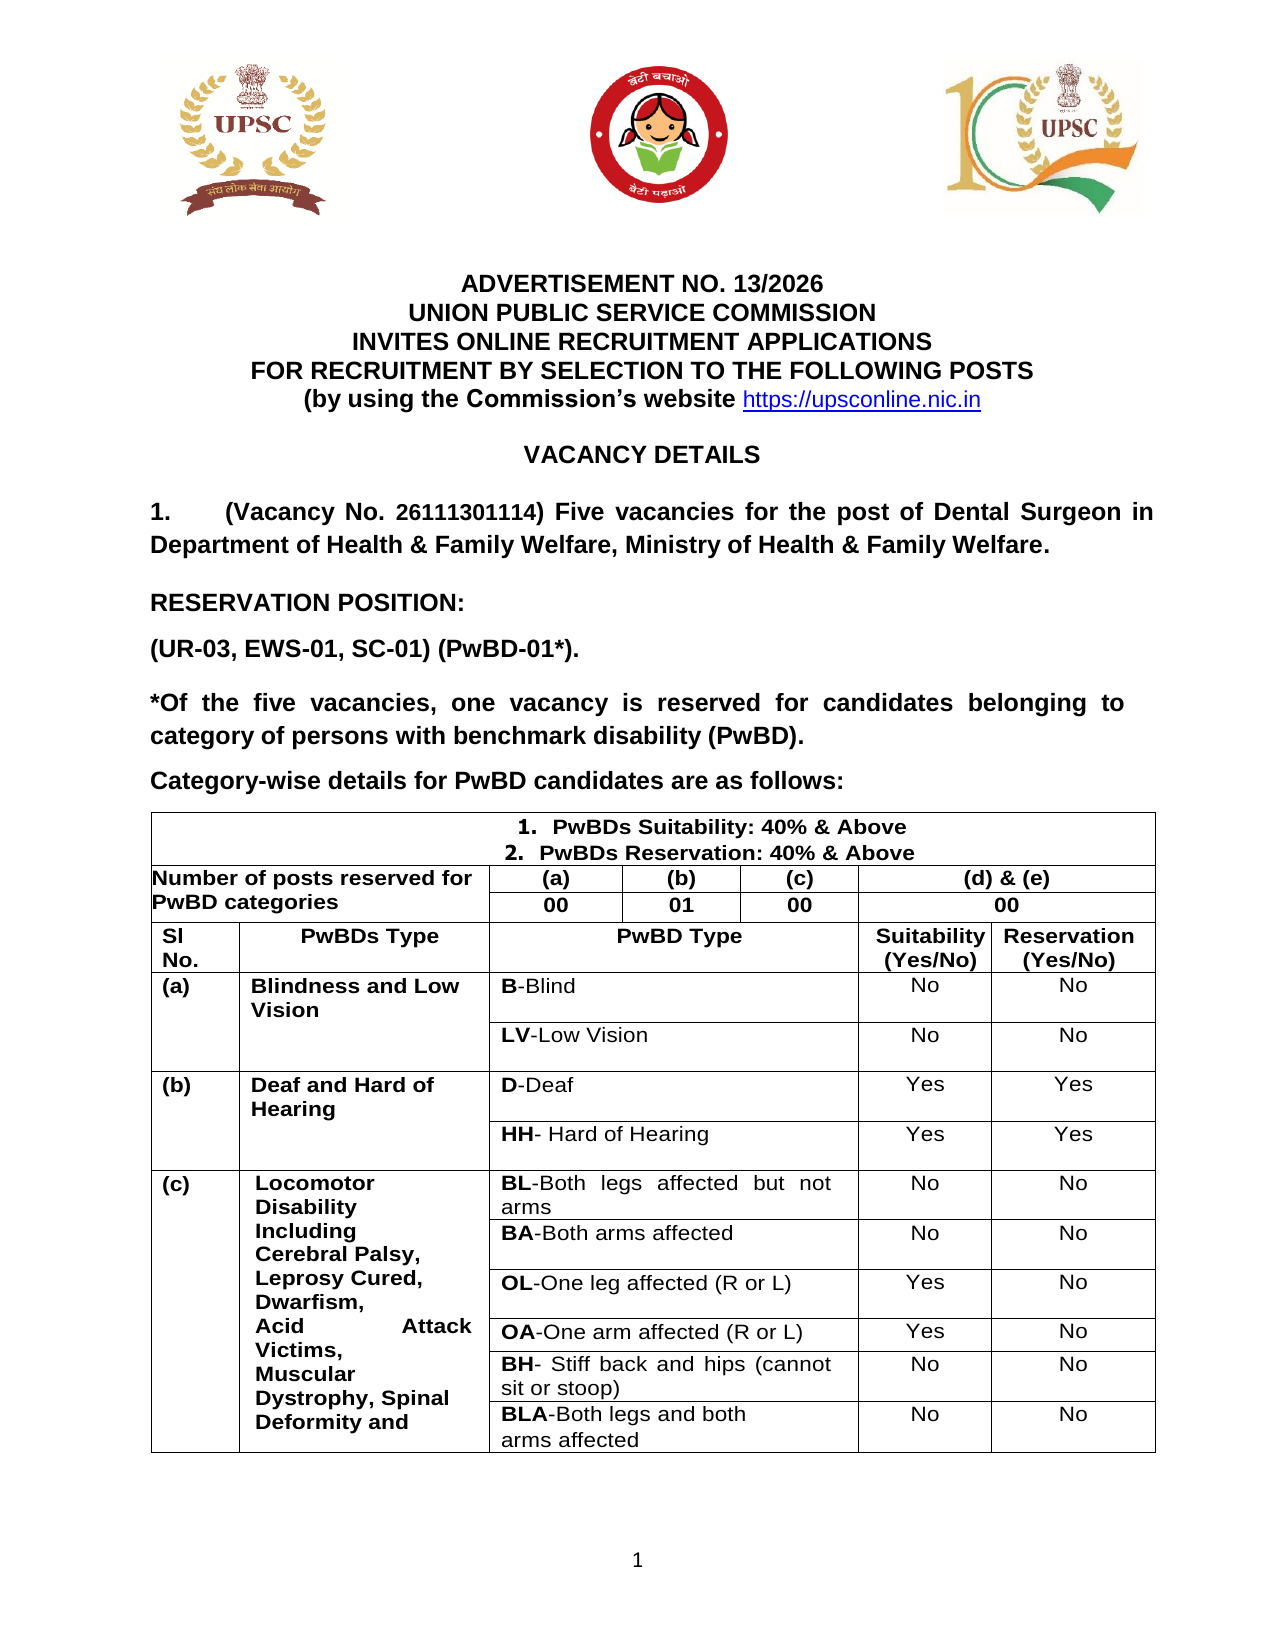 UPSC
संघ लोक सेवा आयोग
बेटी बचाओ
बेटी पढ़ाओ
UPSC
ADVERTISEMENT NO. 13/2026
UNION PUBLIC SERVICE COMMISSION
INVITES ONLINE RECRUITMENT APPLICATIONS
FOR RECRUITMENT BY SELECTION TO THE FOLLOWING POSTS
(by using the Commission’s website https://upsconline.nic.in
VACANCY DETAILS
1. (Vacancy No. 26111301114) Five vacancies for the post of Dental Surgeon in
Department of Health & Family Welfare, Ministry of Health & Family Welfare.
RESERVATION POSITION:
(UR-03, EWS-01, SC-01) (PwBD-01*).
*Of the five vacancies, one vacancy is reserved for candidates belonging to
category of persons with benchmark disability (PwBD).
Category-wise details for PwBD candidates are as follows:
1. PwBDs Suitability: 40% & Above
2. PwBDs Reservation: 40% & Above
Number of posts reserved for PwBD categories
(a) (b) (c) (d) & (e)
00 01 00 00
Sl No. PwBDs Type PwBD Type Suitability (Yes/No) Reservation (Yes/No)
(a) Blindness and Low Vision
B-Blind No No
LV-Low Vision No No
(b) Deaf and Hard of Hearing
D-Deaf Yes Yes
HH- Hard of Hearing Yes Yes
(c) Locomotor
Disability
Including
Cerebral Palsy,
Leprosy Cured,
Dwarfism,
Acid Attack
Victims,
Muscular
Dystrophy, Spinal
Deformity and
BL-Both legs affected but not arms No No
BA-Both arms affected No No
OL-One leg affected (R or L) Yes No
OA-One arm affected (R or L) Yes No
BH- Stiff back and hips (cannot sit or stoop) No No
BLA-Both legs and both arms affected No No
1